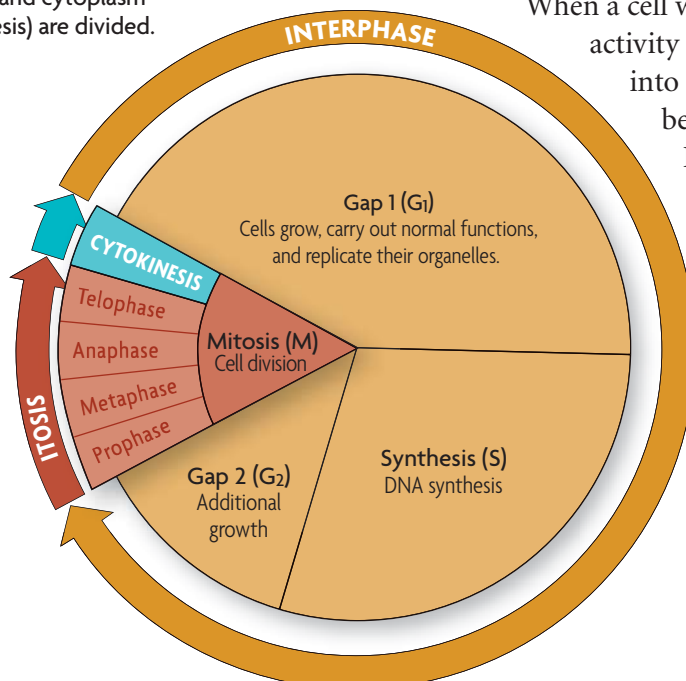 and cytoplasm
esis) are divided.
When a cell w
activity
into
be
INTERPHASE
Gap 1 (G1)
Cells grow, carry out normal functions,
and replicate their organelles.
CYTOKINESIS
Telophase
Anaphase
Metaphase
Prophase
Mitosis (M)
Cell division
ITOSIS
Gap 2 (G2)
Additional
growth
Synthesis (S)
DNA synthesis